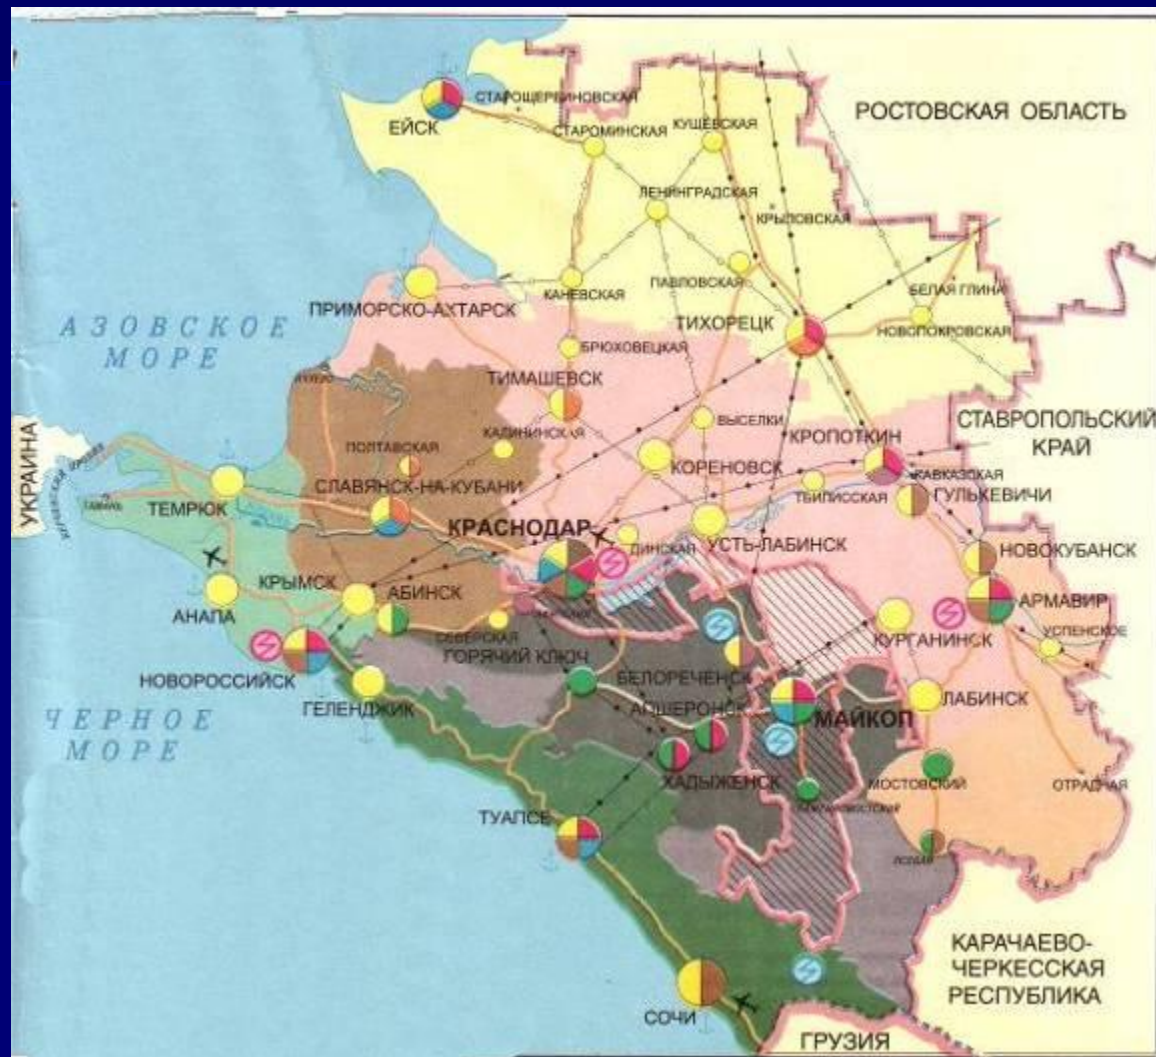 СТАРОЩЕРБИНОВСКАЯ
РОСТОВСКАЯ ОБЛАСТЬ
ЕЙСК
СТАРОМИНСКАЯ
КУЩЁВСКАЯ
ЛЕНИНГРАДСКАЯ
КРЫЛОВСКАЯ
ПАВЛОВСКАЯ
КАНЕВСКАЯ
БЕЛАЯ ГЛИНА
ПРИМОРСКО-АХТАРСК
ТИХОРЕЦК
НОВОПОКРОВСКАЯ
АЗОВСКОЕ
МОРЕ
БРЮХОВЕЦКАЯ
ТИМАШЕВСК
СТАВРОПОЛЬСКИЙ
КРАЙ
ВЫСЕЛКИ
КАЛИНИНСКАЯ
КРОПОТКИН
УКРАИНА
ПОЛТАВСКАЯ
КОРЕНОВСК
КАВКАЗСКАЯ
СЛАВЯНСК-НА-КУБАНИ
ТБИЛИССКАЯ
ГУЛЬКЕВИЧИ
ТЕМРЮК
КРАСНОДАР
ДИНСКАЯ
УСТЬ-ЛАБИНСК
НОВОКУБАНСК
КРЫМСК
АБИНСК
АНАПА
АРМАВИР
КУРГАНИНСК
УСПЕНСКОЕ
СЕВЕРСКАЯ
ГОРЯЧИЙ КЛЮЧ
НОВОРОССИЙСК
БЕЛОРЕЧЕНСК
ГЕЛЕНДЖИК
АПШЕРОНСК
ЛАБИНСК
МАЙКОП
ЧЕРНОЕ
МОРЕ
ХАДЫЖЕНСК
МОСТОВСКИЙ
ОТРАДНАЯ
ТУАПСЕ
КАРАЧАЕВО-
ЧЕРКЕССКАЯ
РЕСПУБЛИКА
СОЧИ
ГРУЗИЯ